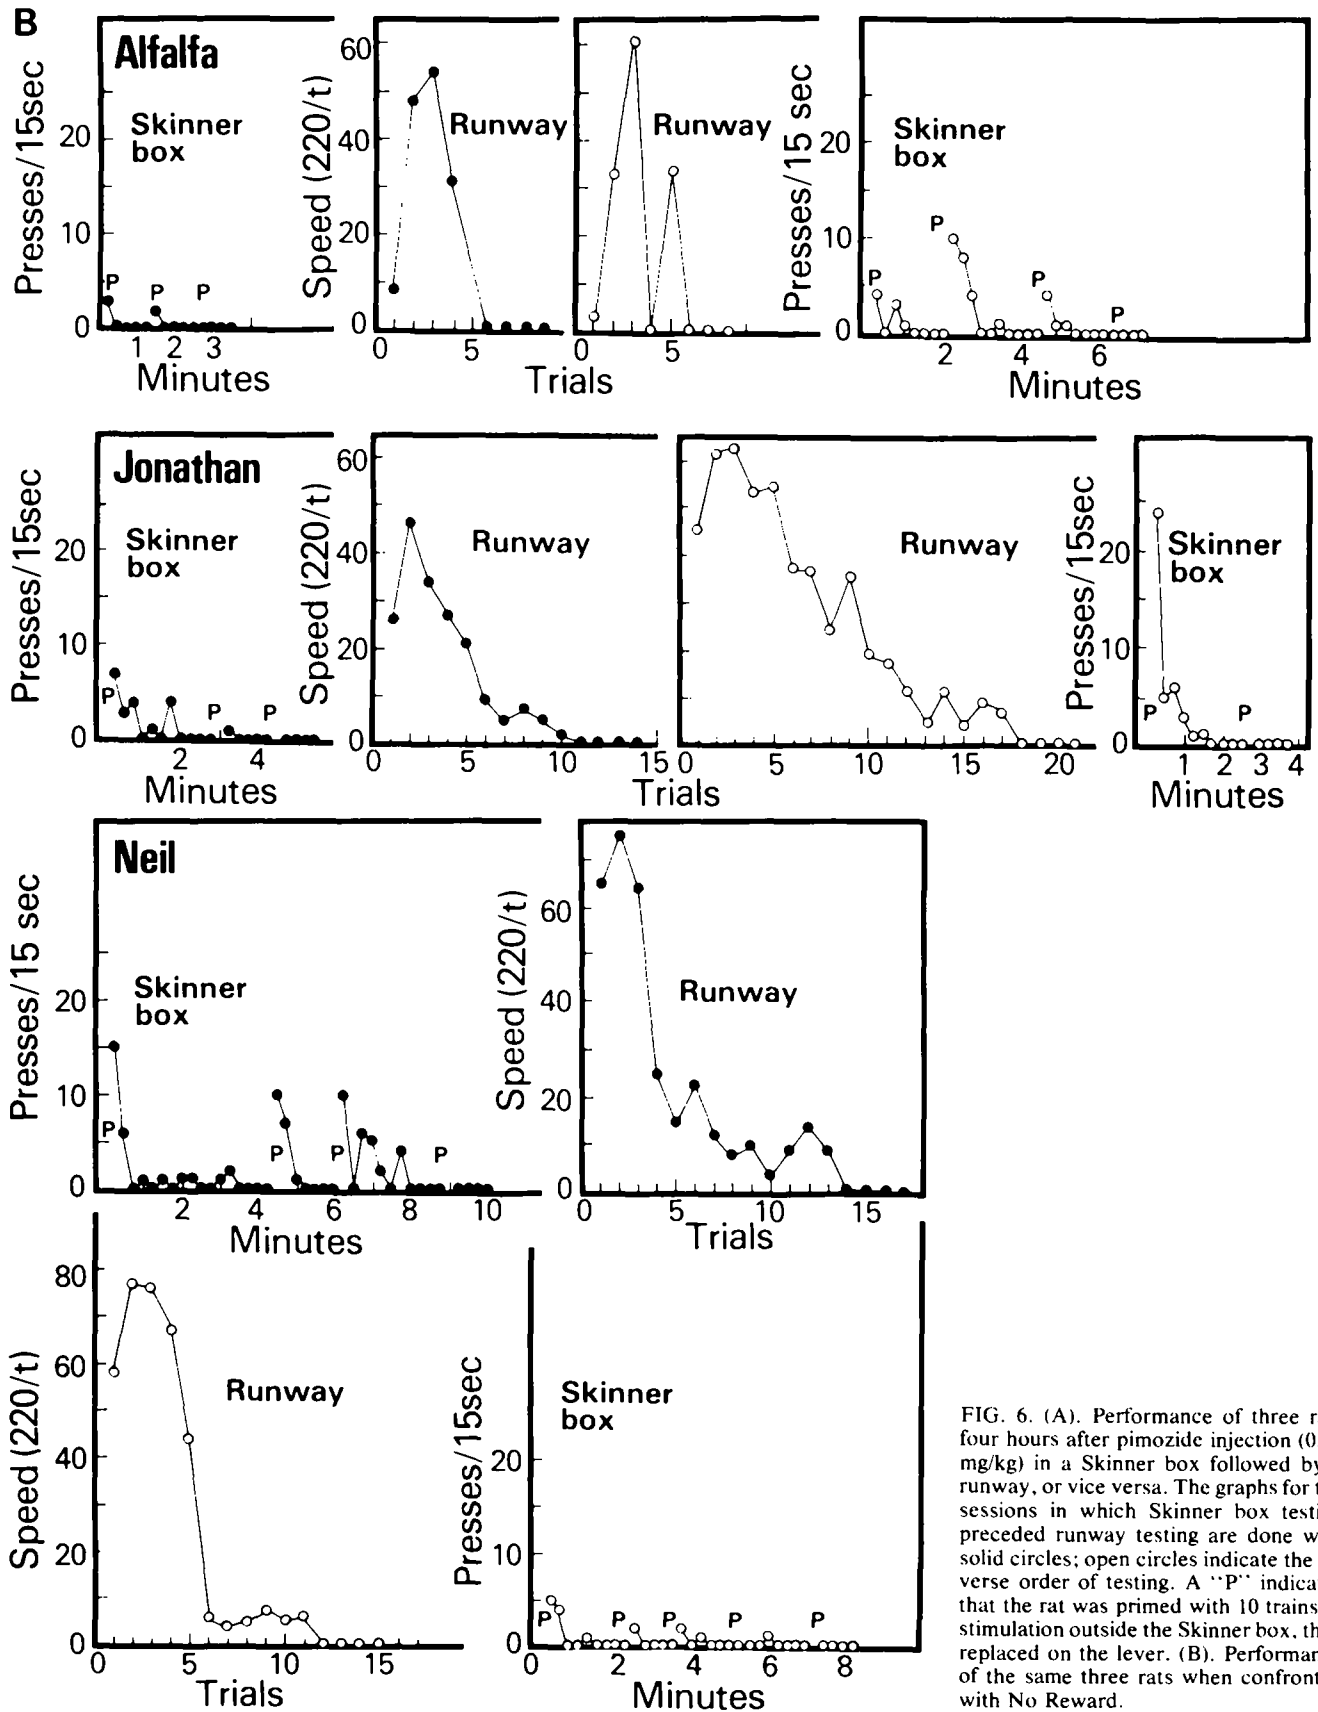 B
Alfalfa
Skinner
box
Presses/15sec
20
10
0
P P P
1 2 3
Minutes
Speed (220/t)
60
40
20
0
Runway
0 5
Runway
0 5
Trials
Presses/15 sec
20
10
0
Skinner
box
P P P P
2 4 6
Minutes
Jonathan
Skinner
box
Presses/15sec
20
10
0
P P P
2 4
Minutes
Speed (220/t)
60
40
20
0
Runway
0 5 10 15
Runway
0 5 10 15 20
Trials
Presses/15sec
20
10
0
Skinner
box
P P
1 2 3 4
Minutes
Neil
Skinner
box
Presses/15 sec
20
10
0
P P P P
2 4 6 8 10
Minutes
Speed (220/t)
60
40
20
0
Runway
0 5 10 15
Trials
Speed (220/t)
80
60
40
20
0
Runway
0 5 10 15
Trials
Presses/15sec
20
10
0
Skinner
box
P P P P P
0 2 4 6 8
Minutes
FIG. 6. (A). Performance of three r
four hours after pimozide injection (0
mg/kg) in a Skinner box followed by
runway, or vice versa. The graphs for t
sessions in which Skinner box testi
preceded runway testing are done w
solid circles; open circles indicate the
verse order of testing. A "P" indica
that the rat was primed with 10 trains
stimulation outside the Skinner box, th
replaced on the lever. (B). Performan
of the same three rats when confront
with No Reward.